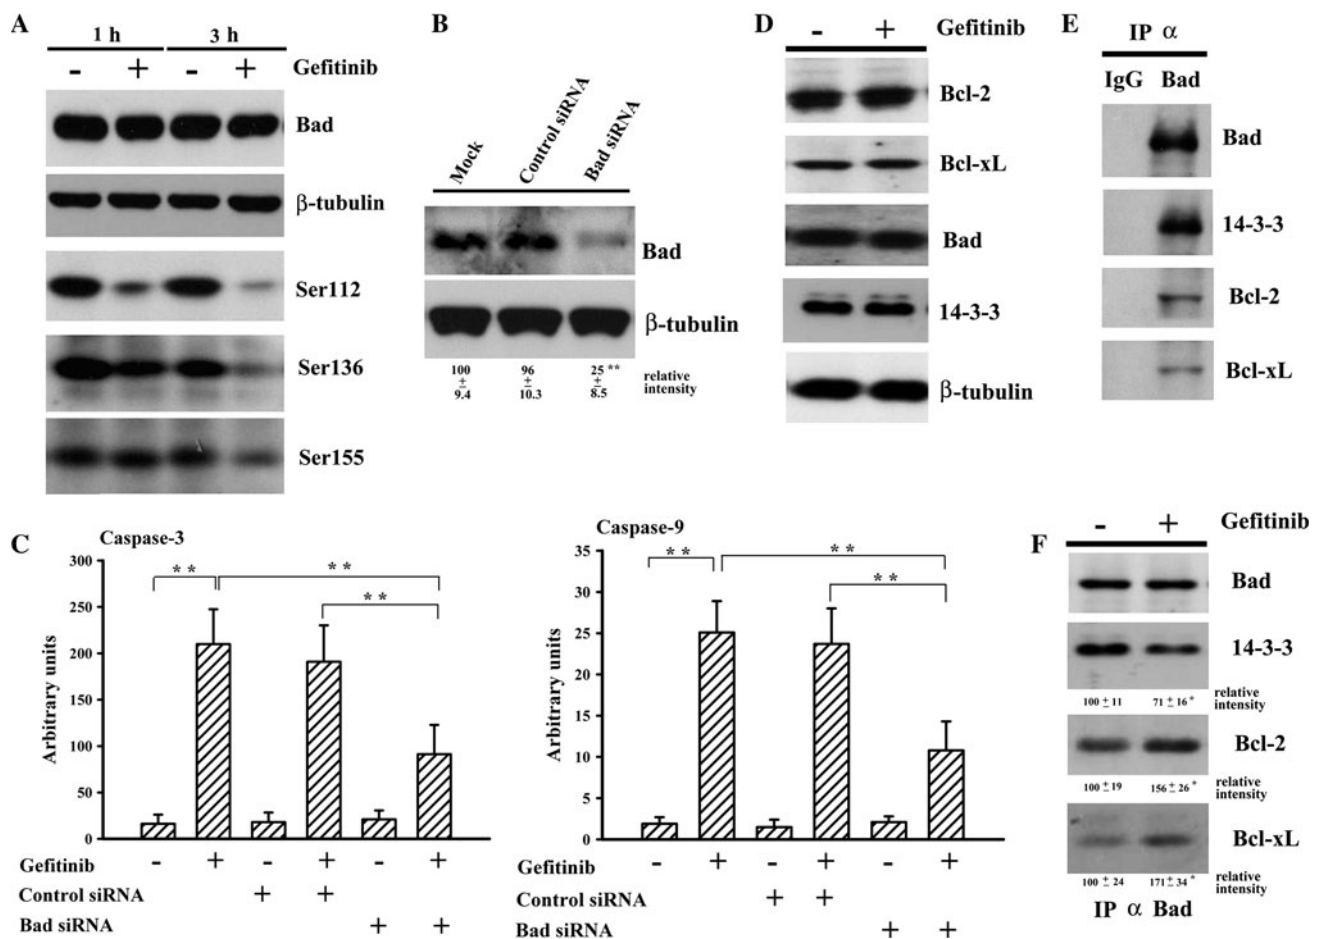 A
1 h 3 h
- + - + Gefitinib
Bad
β-tubulin
Ser112
Ser136
Ser155
B
Mock Control siRNA Bad siRNA
Bad
β-tubulin
100 ± 9.4 96 ± 10.3 25 ** ± 8.5 relative intensity
D
- + Gefitinib
Bcl-2
Bcl-xL
Bad
14-3-3
β-tubulin
E
IP α
IgG Bad
Bad
14-3-3
Bcl-2
Bcl-xL
C
Caspase-3
Arbitrary units
300
250
200
150
100
50
0
** ** **
Gefitinib - + - + - +
Control siRNA + +
Bad siRNA + +
Caspase-9
Arbitrary units
35
30
25
20
15
10
5
0
** ** **
Gefitinib - + - + - +
Control siRNA + +
Bad siRNA + +
F
- + Gefitinib
Bad
14-3-3
100 ± 11 71 ± 16 * relative intensity
Bcl-2
100 ± 19 156 ± 26 * relative intensity
Bcl-xL
100 ± 24 171 ± 34 * relative intensity
IP α Bad